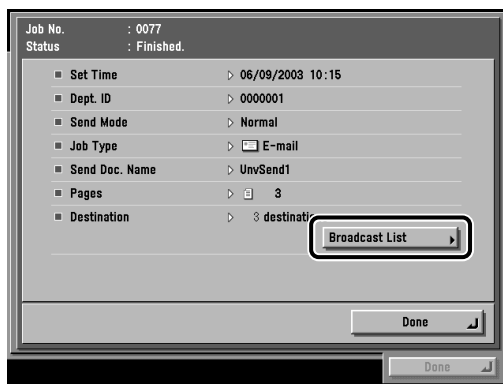 Job No. : 0077
Status : Finished.
Set Time 06/09/2003 10:15
Dept. ID 0000001
Send Mode Normal
Job Type E-mail
Send Doc. Name UnvSend1
Pages 3
Destination 3
Broadcast List
Done
Done